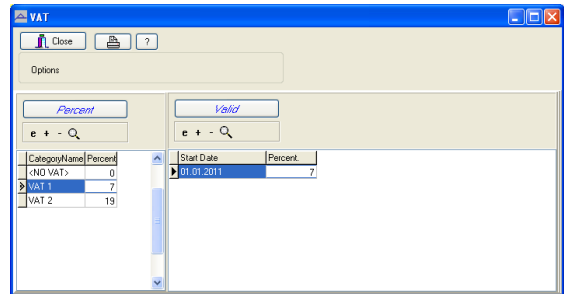 VAT
Close ?
Options
Percent
e + -
CategoryName Percent
<NO VAT> 0
VAT 1 7
VAT 2 19
Valid
e + -
Start Date Percent.
01.01.2011 7